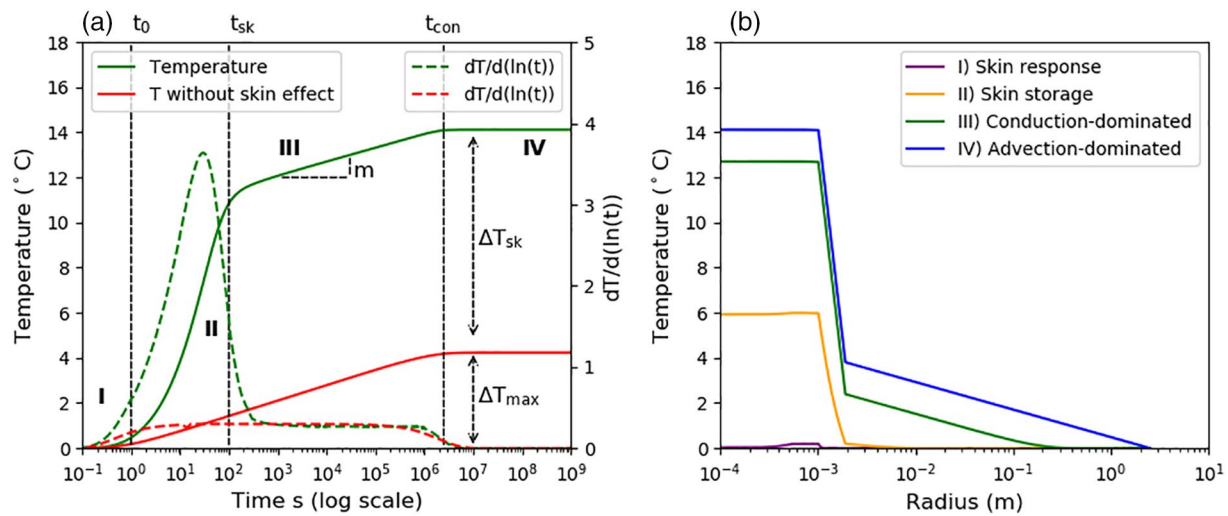 (a)
t0
tsk
tcon
Temperature
T without skin effect
dT/d(ln(t))
dT/d(ln(t))
Temperature (°C)
18
16
14
12
10
8
6
4
2
0
I
II
III
IV
m
ΔTsk
ΔTmax
5
4
3
2
1
0
dT/d(ln(t))
10⁻¹ 10⁰ 10¹ 10² 10³ 10⁴ 10⁵ 10⁶ 10⁷ 10⁸ 10⁹
Time s (log scale)
(b)
I) Skin response
II) Skin storage
III) Conduction-dominated
IV) Advection-dominated
Temperature (°C)
18
16
14
12
10
8
6
4
2
0
10⁻⁴ 10⁻³ 10⁻² 10⁻¹ 10⁰ 10¹
Radius (m)